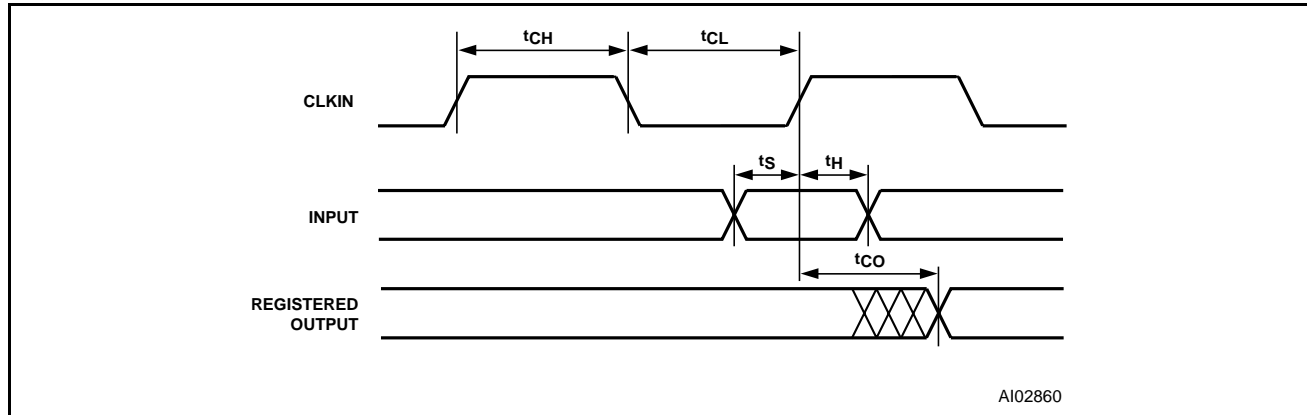 tCH
tCL
CLKIN
tS
tH
INPUT
tCO
REGISTERED
OUTPUT
AI02860